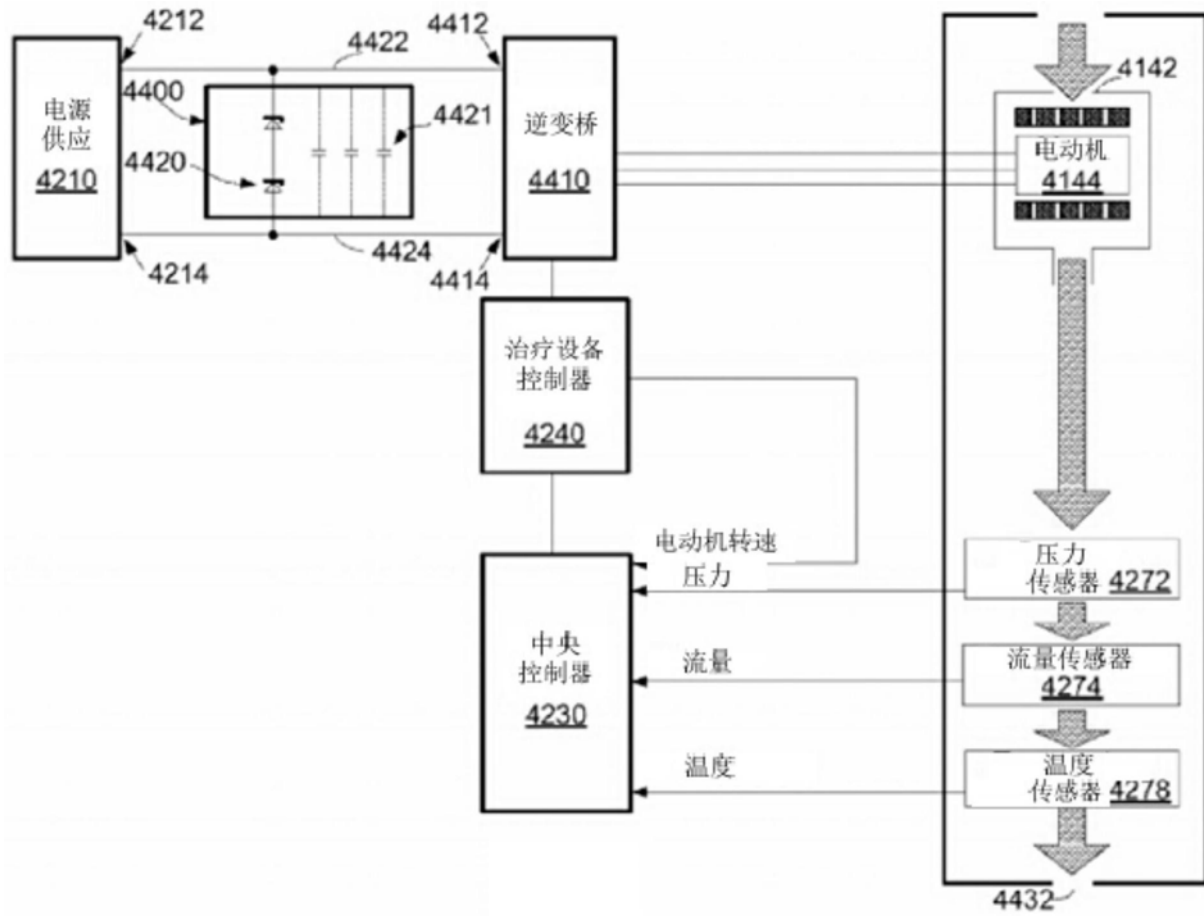 4212
4422
4412
4142
电源
供应
4210
4400
4421
4420
逆变桥
4410
电动机
4144
4214
4424
4414
治疗设备
控制器
4240
电动机转速
压力
压力
传感器 4272
中央
控制器
4230
流量
流量传感器
4274
温度
温度
传感器 4278
4432